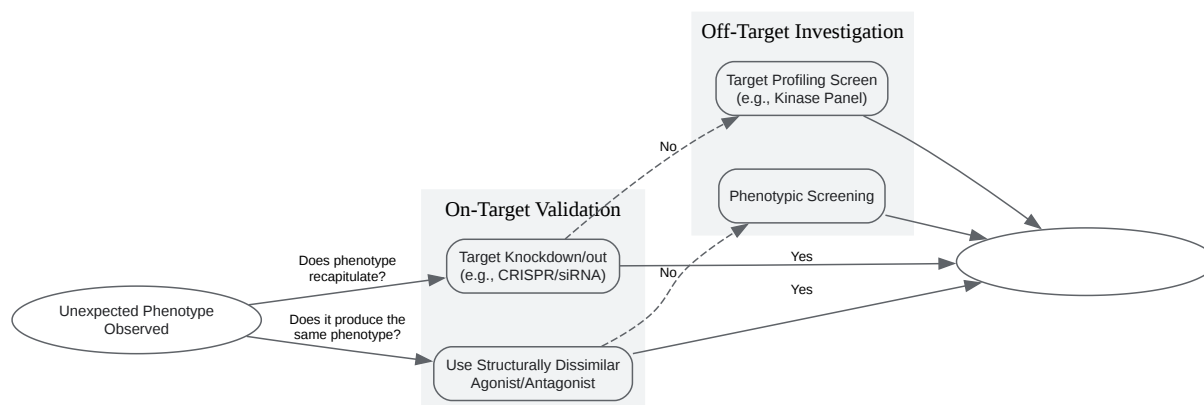 Off-Target Investigation
Target Profiling Screen
(e.g., Kinase Panel)
No
Phenotypic Screening
On-Target Validation
Does phenotype
recapitulate?
Target Knockdown/out
(e.g., CRISPR/siRNA)
No
Yes
Yes
Unexpected Phenotype
Observed
Does it produce the
same phenotype?
Use Structurally Dissimilar
Agonist/Antagonist